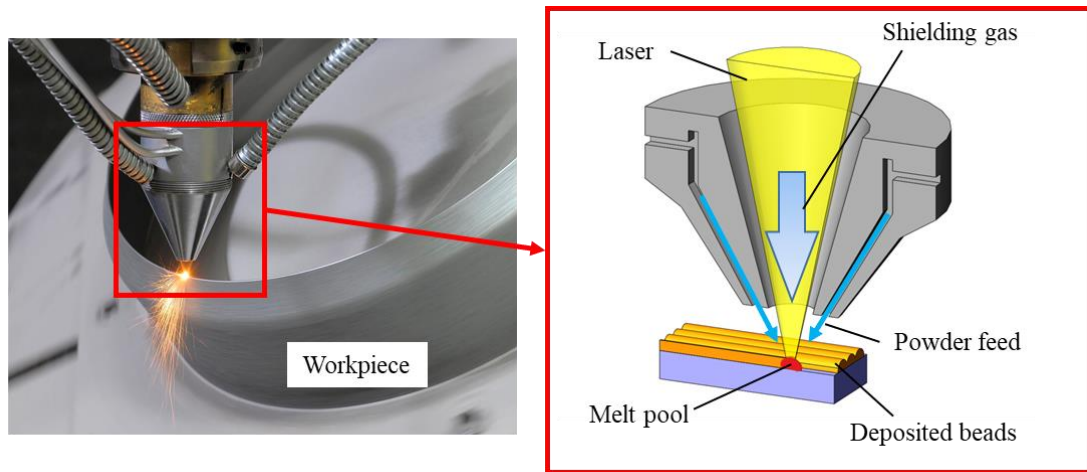 Workpiece
Laser
Shielding gas
Powder feed
Melt pool
Deposited beads